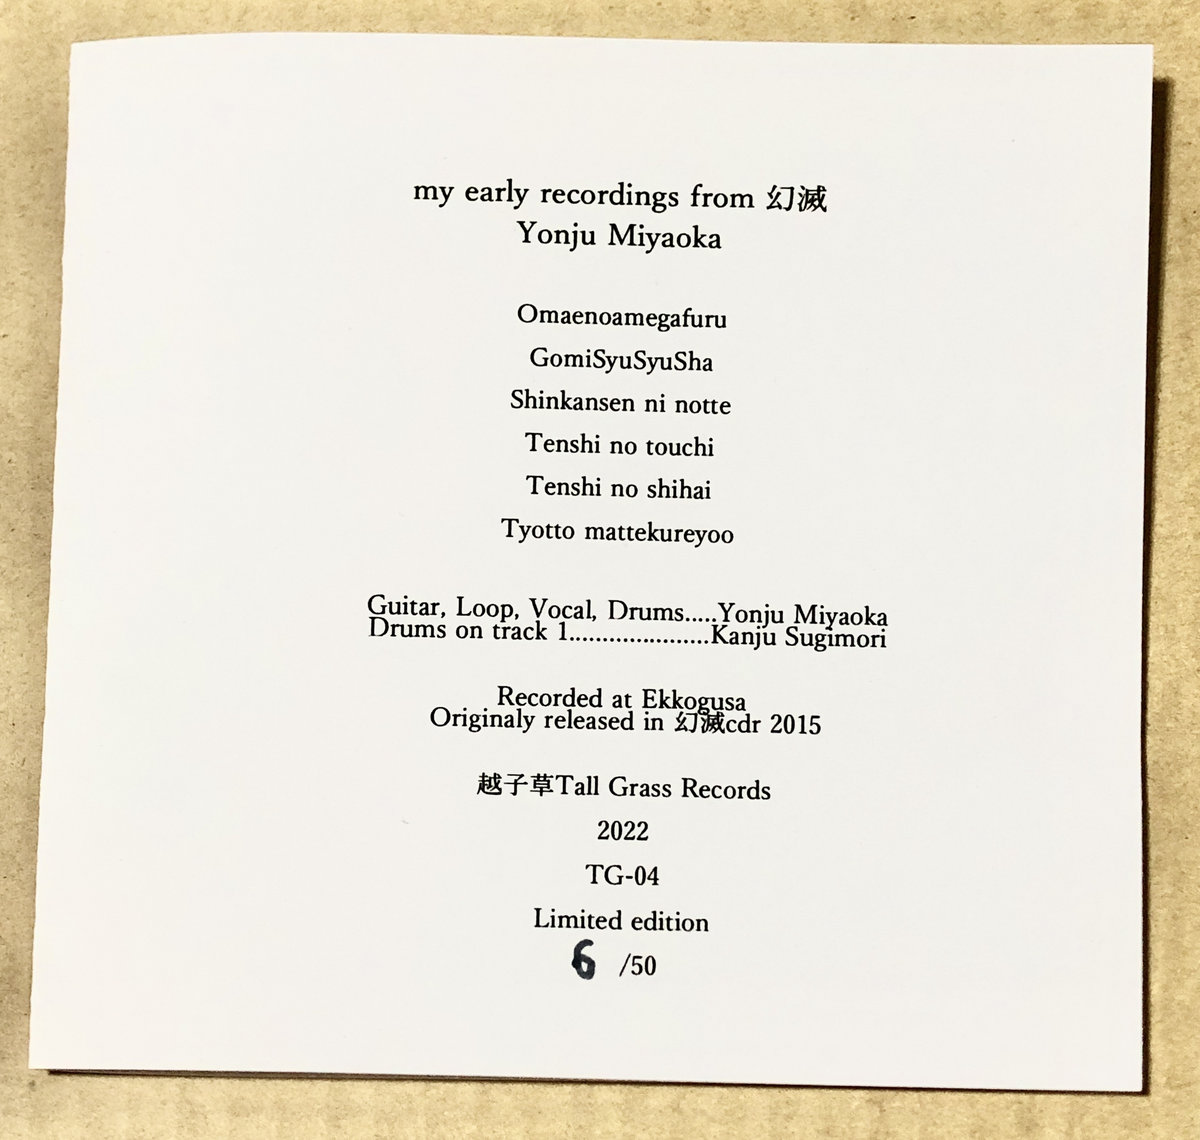 my early recordings from 幻滅
Yonju Miyaoka
Omaenoamegafuru
GomiSyuSyuSha
Shinkansen ni notte
Tenshi no touchi
Tenshi no shihai
Tyotto mattekureyoo
Guitar, Loop, Vocal, Drums.....Yonju Miyaoka
Drums on track 1.....................Kanju Sugimori
Recorded at Ekkogusa
Originaly released in 幻滅cdr 2015
越子草Tall Grass Records
2022
TG-04
Limited edition
6 /50